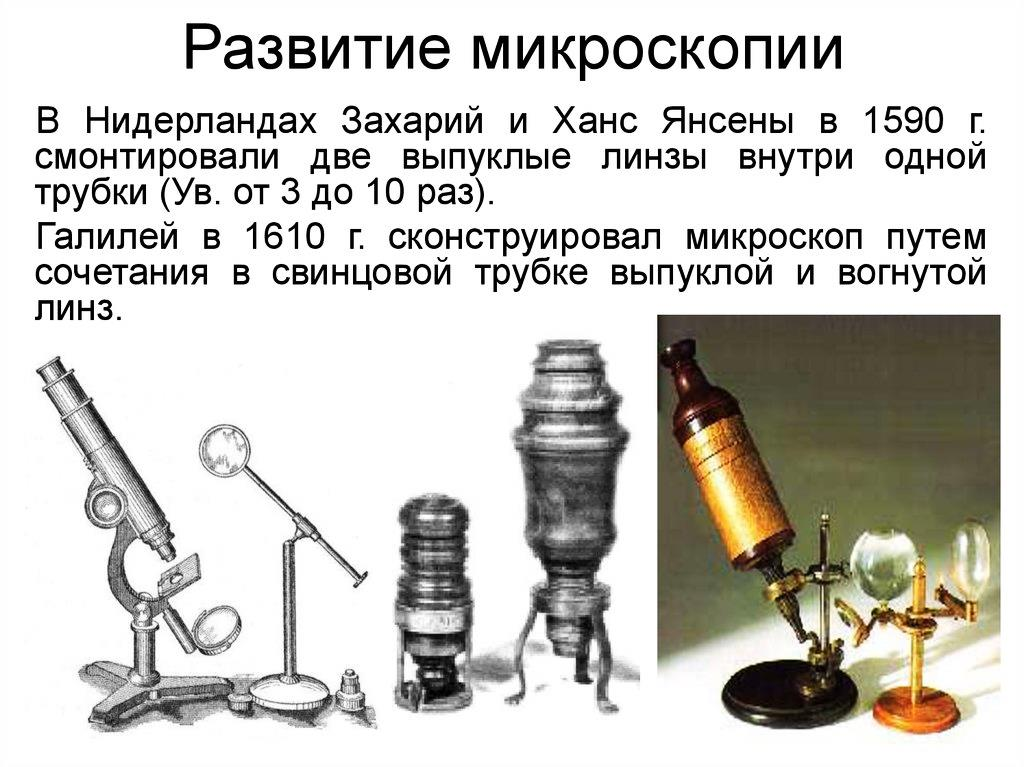 Развитие микроскопии
В Нидерландах Захарий и Ханс Янсены в 1590 г.
смонтировали две выпуклые линзы внутри одной
трубки (Ув. от 3 до 10 раз).
Галилей в 1610 г. сконструировал микроскоп путем
сочетания в свинцовой трубке выпуклой и вогнутой
линз.